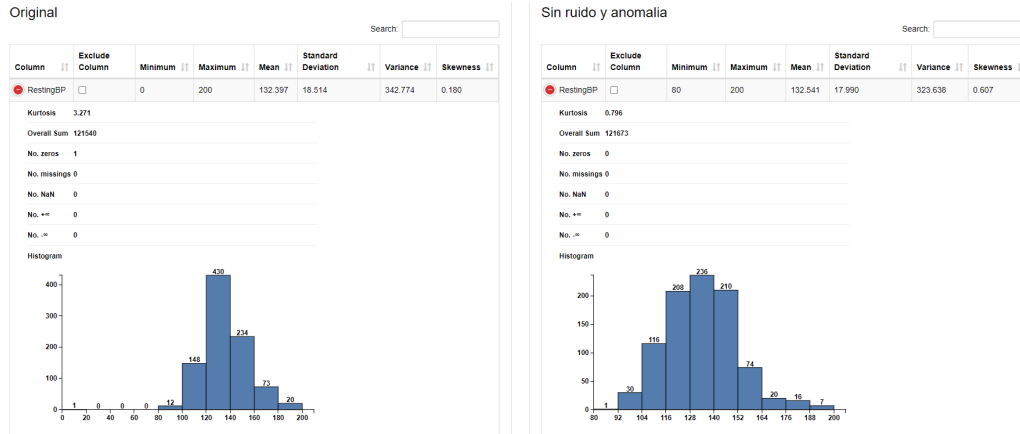 Original
Search:
Column Exclude Column Minimum Maximum Mean Standard Deviation Variance Skewness
RestingBP 0 200 132.397 18.514 342.774 0.180
Kurtosis 3.271
Overall Sum 121540
No. zeros 1
No. missings 0
No. NaN 0
No. +∞ 0
No. -∞ 0
Histogram
430
400
300
234
200
148
100
73
12
20
1 0 0 0
0
0 20 40 60 80 100 120 140 160 180 200
Sin ruido y anomalia
Search:
Column Exclude Column Minimum Maximum Mean Standard Deviation Variance Skewness
RestingBP 80 200 132.541 17.990 323.638 0.607
Kurtosis 0.796
Overall Sum 121673
No. zeros 0
No. missings 0
No. NaN 0
No. +∞ 0
No. -∞ 0
Histogram
236
208
210
200
150
116
100
74
50
30
20
16
7
1
0
80 92 104 116 128 140 152 164 176 188 200